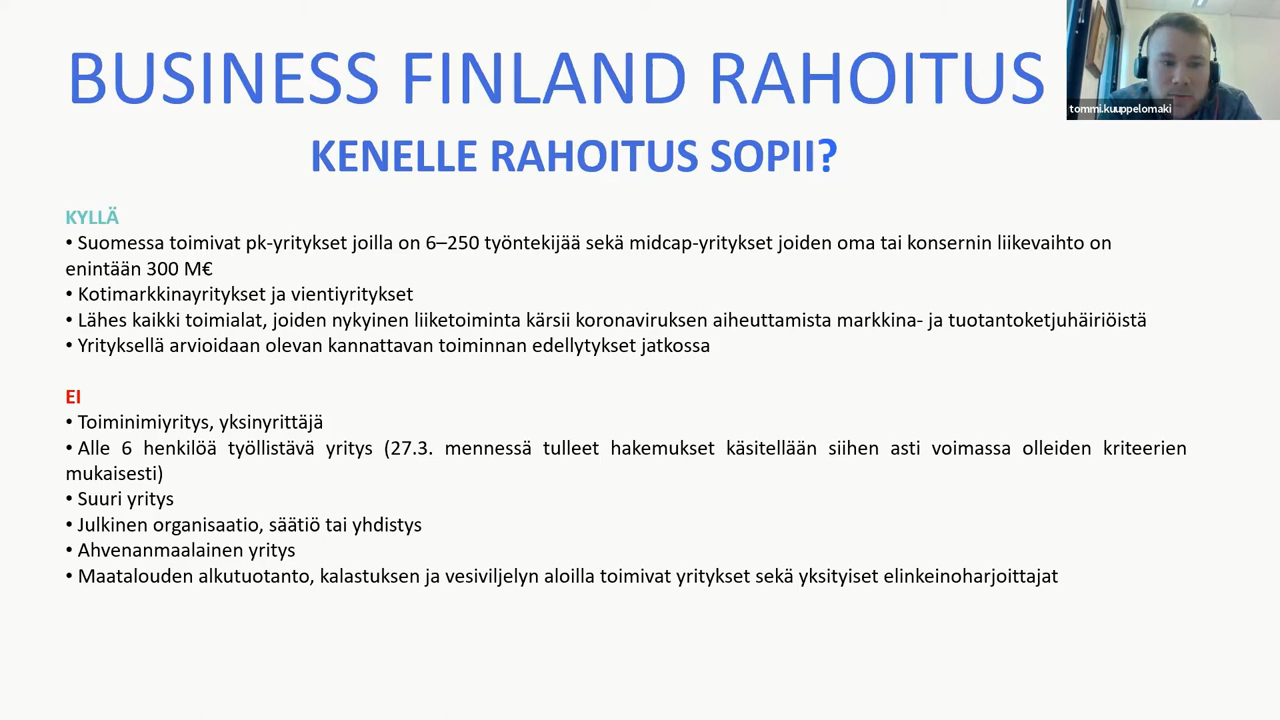 BUSINESS FINLAND RAHOITUS
tommi.kuuppelomaki
KENELLE RAHOITUS SOPII?
KYLLÄ
• Suomessa toimivat pk-yritykset joilla on 6–250 työntekijää sekä midcap-yritykset joiden oma tai konsernin liikevaihto on
enintään 300 M€
• Kotimarkkinayritykset ja vientiyritykset
• Lähes kaikki toimialat, joiden nykyinen liiketoiminta kärsii koronaviruksen aiheuttamista markkina- ja tuotantoketjuhäiriöistä
• Yrityksellä arvioidaan olevan kannattavan toiminnan edellytykset jatkossa
EI
• Toiminimiyritys, yksinyrittäjä
• Alle 6 henkilöä työllistävä yritys (27.3. mennessä tulleet hakemukset käsitellään siihen asti voimassa olleiden kriteerien
mukaisesti)
• Suuri yritys
• Julkinen organisaatio, säätiö tai yhdistys
• Ahvenanmaalainen yritys
• Maatalouden alkutuotanto, kalastuksen ja vesiviljelyn aloilla toimivat yritykset sekä yksityiset elinkeinoharjoittajat